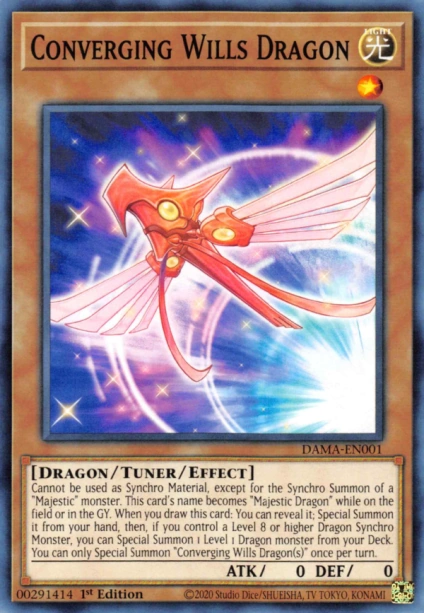 Converging Wills Dragon
LIGHT
光
DAMA-EN001
[Dragon/Tuner/Effect]
Cannot be used as Synchro Material, except for the Synchro Summon of a
"Majestic" monster. This card's name becomes "Majestic Dragon" while on the
field or in the GY. When you draw this card: You can reveal it; Special Summon
it from your hand, then, if you control a Level 8 or higher Dragon Synchro
Monster, you can Special Summon 1 Level 1 Dragon monster from your Deck.
You can only Special Summon "Converging Wills Dragon(s)" once per turn.
ATK/ 0 DEF/ 0
00291414 1st Edition ©2020 Studio Dice/SHUEISHA, TV TOKYO, KONAMI